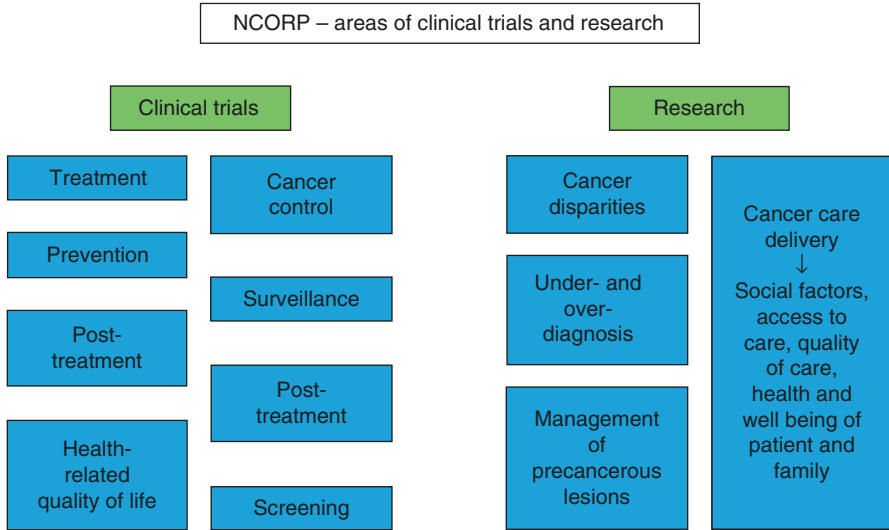 NCORP – areas of clinical trials and research
Clinical trials
Treatment
Prevention
Post-
treatment
Health-
related
quality of life
Cancer
control
Surveillance
Post-
treatment
Screening
Research
Cancer
disparities
Under- and
over-
diagnosis
Management
of
precancerous
lesions
Cancer care
delivery
↓
Social factors,
access to
care, quality
of care,
health and
well being of
patient and
family